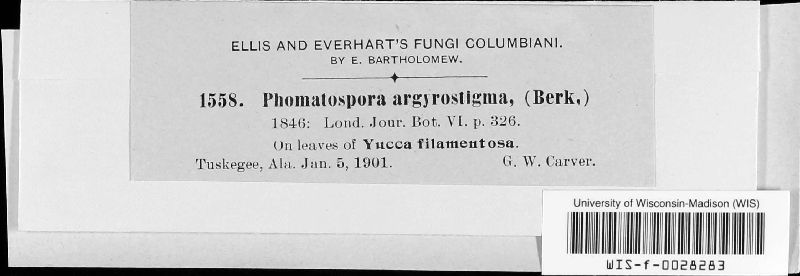 ELLIS AND EVERHART'S FUNGI COLUMBIANI.
BY E. BARTHOLOMEW.
1558. Phomatospora argyrostigma, (Berk,)
1846: Lond. Jour. Bot. VI. p. 326.
On leaves of Yucca filamentosa.
Tuskegee, Ala. Jan. 5, 1901. G. W. Carver.
University of Wisconsin-Madison (WIS)
WIS-f-0028283